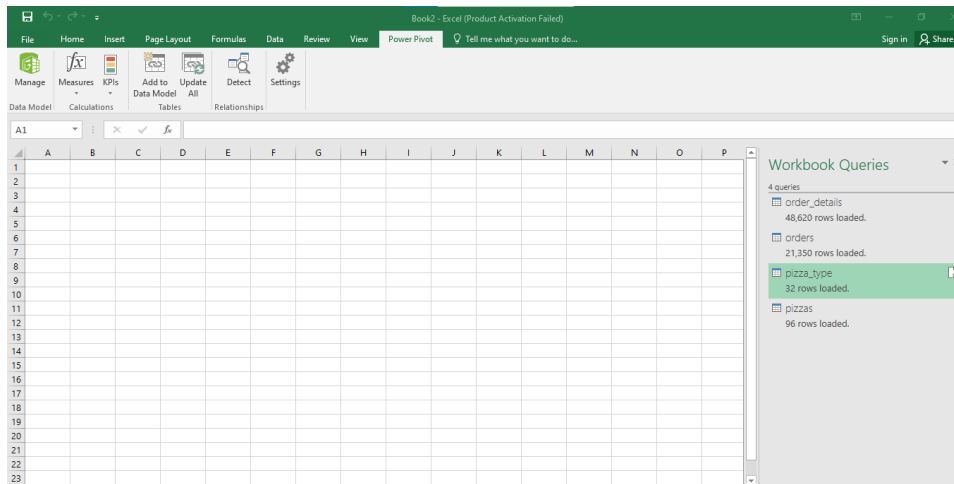 Book2 - Excel (Product Activation Failed)
File Home Insert Page Layout Formulas Data Review View Power Pivot Tell me what you want to do... Sign in Share
Manage Measures KPIs Add to Data Model Update All Detect Settings
Data Model Calculations Tables Relationships
A1 fx
A B C D E F G H I J K L M N O P
1
2
3
4
5
6
7
8
9
10
11
12
13
14
15
16
17
18
19
20
21
22
23
Workbook Queries
4 queries
order_details
48,620 rows loaded.
orders
21,350 rows loaded.
pizza_type
32 rows loaded.
pizzas
96 rows loaded.